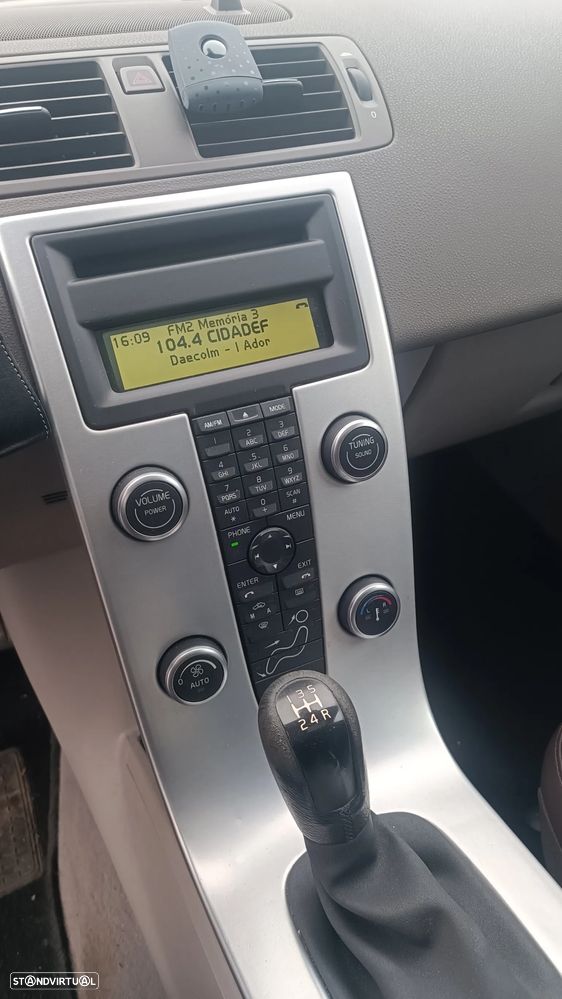 0
16:09 FM2 Memória 3
104.4 CIDADEF
Daecolm - I Ador
AM/FM MODE
1 2 ABC 3 DEF
4 GHI 5 JKL 6 MNO
7 PQRS 8 TUV 9 WXYZ
AUTO * 0 + SCAN #
PHONE MENU
ENTER EXIT
M A
VOLUME
POWER
TUNING
SOUND
0 AUTO
L R
1 3 5
2 4 R
STANDVIRTUAL